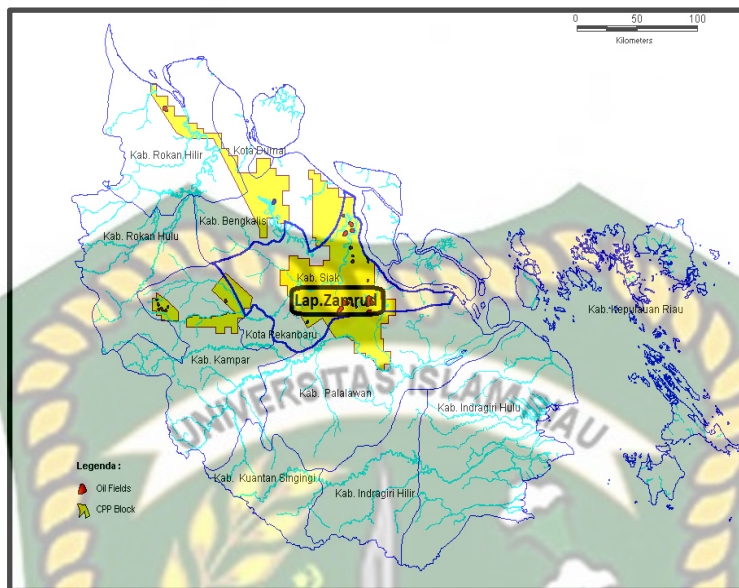 0 50 100
Kilometers
Kab. Rokan Hilir
Kota Dumai
Kab. Bengkalis
Kab. Rokan Hulu
Kab. Siak
Lap.Zamrud
Kab. Kepulauan Riau
Kota Pekanbaru
Kab. Kampar
Kab. Palalawan
Kab. Indragiri Hulu
UNIVERSITAS ISLAM RIAU
Legenda :
Oil Fields
CPP Block
Kab. Kuantan Singingi
Kab. Indragiri Hilir